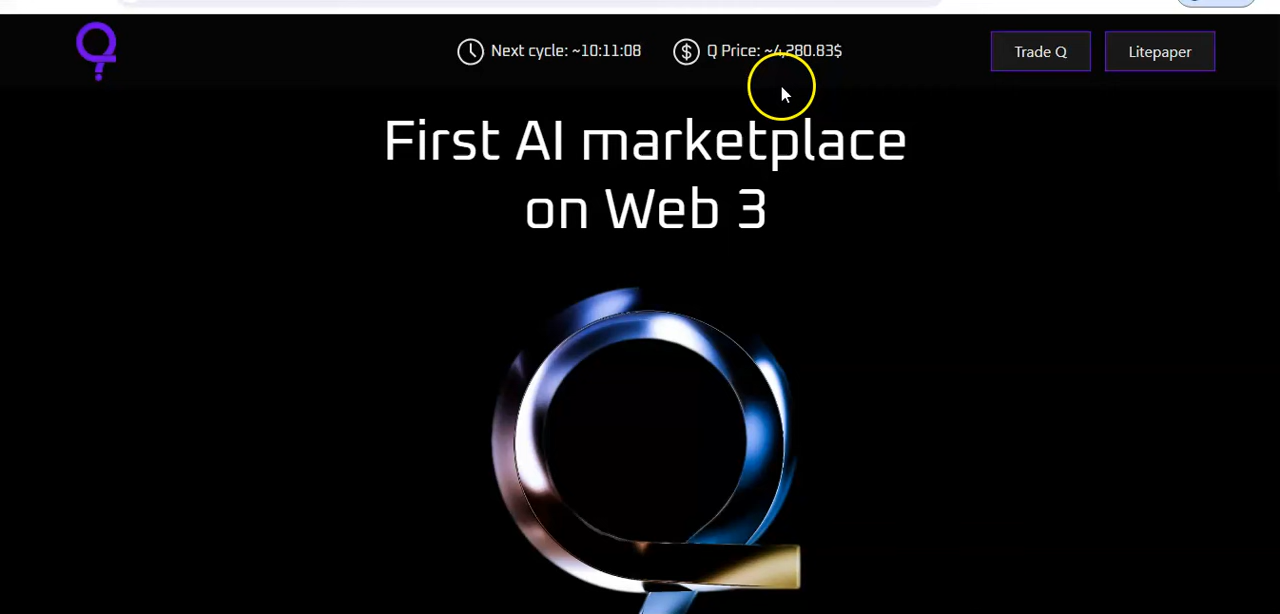 Next cycle: ~10:11:08
Q Price: ~4,280.83$
Trade Q
Litepaper
First AI marketplace
on Web 3